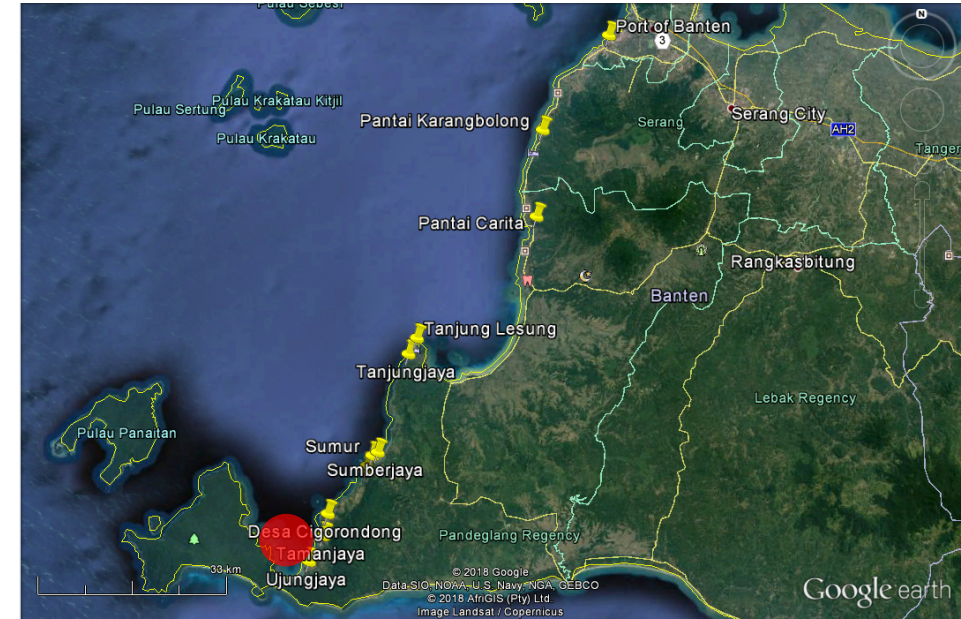 Pulau Sebesi
N
Port of Banten
3
Pulau Krakatau Kitjil
Pulau Sertung
Pulau Krakatau
Pantai Karangbolong
Serang
Serang City
AH2
Tanger
Pantai Carita
Rangkasbitung
Banten
Tanjung Lesung
Tanjungjaya
Lebak Regency
Pulau Panaitan
Sumur
Sumberjaya
Desa Cigorondong
Pandeglang Regency
Tamanjaya
33 km
Ujungjaya
© 2018 Google
Data SIO, NOAA, U.S. Navy, NGA, GEBCO
© 2018 AfriGIS (Pty) Ltd.
Image Landsat / Copernicus
Google earth